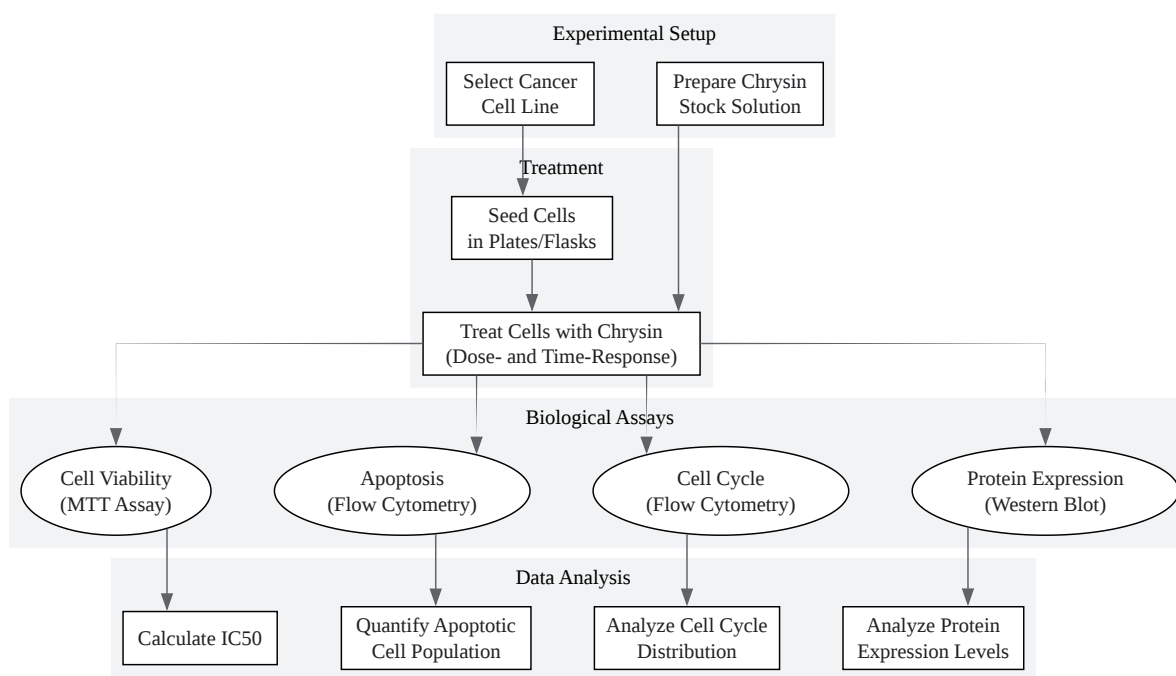 Experimental Setup
Select Cancer
Cell Line
Prepare Chrysin
Stock Solution
Treatment
Seed Cells
in Plates/Flasks
Treat Cells with Chrysin
(Dose- and Time-Response)
Biological Assays
Cell Viability
(MTT Assay)
Apoptosis
(Flow Cytometry)
Cell Cycle
(Flow Cytometry)
Protein Expression
(Western Blot)
Data Analysis
Calculate IC50
Quantify Apoptotic
Cell Population
Analyze Cell Cycle
Distribution
Analyze Protein
Expression Levels